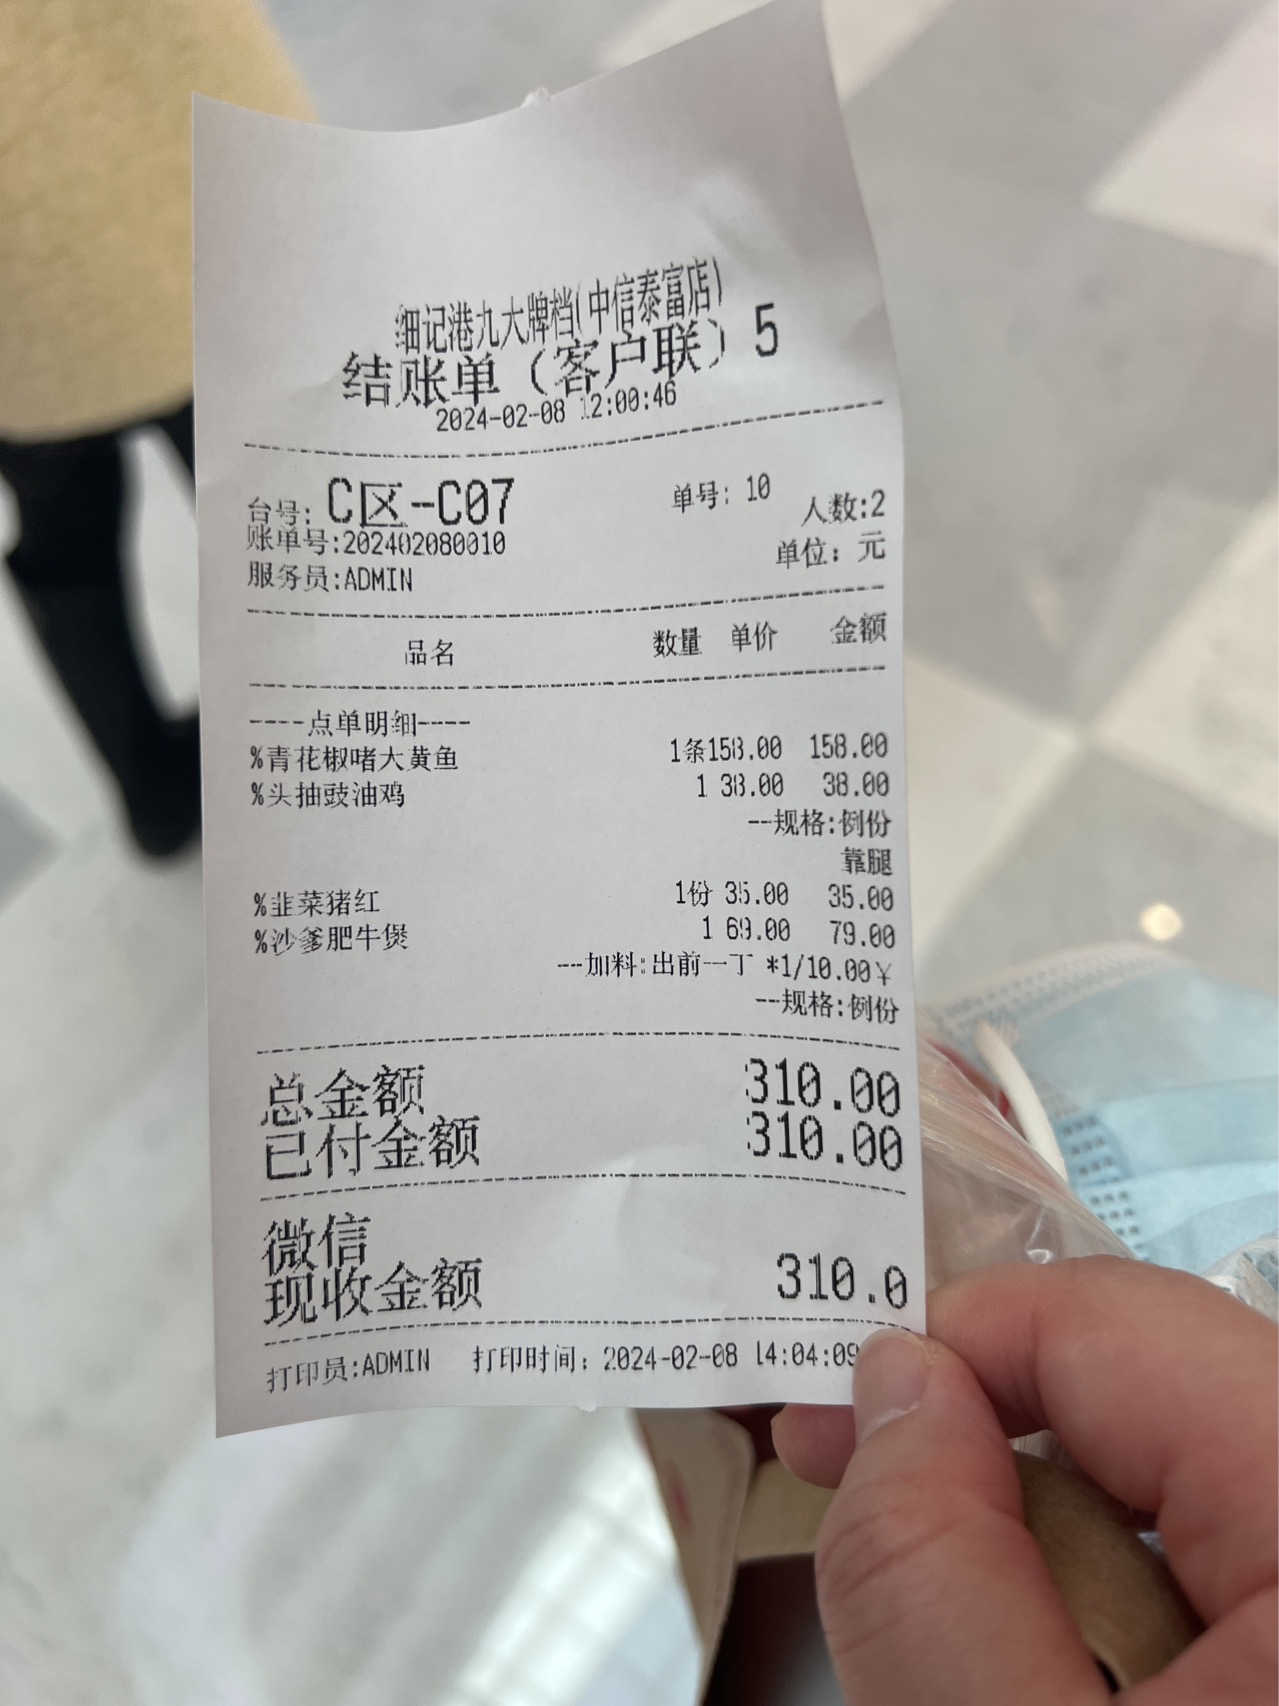 细记港九大牌档(中信泰富店)
结账单（客户联）5
2024-02-08 12:00:46
台号: C区-C07 单号: 10 人数:2
账单号:202402080010 单位: 元
服务员:ADMIN
品名 数量 单价 金额
----点单明细----
%青花椒啫大黄鱼 1条158.00 158.00
%头抽豉油鸡 1 38.00 38.00
--规格:例份
靠腿
%韭菜猪红 1份 35.00 35.00
%沙爹肥牛煲 1 69.00 79.00
---加料:出前一丁 *1/10.00¥
--规格:例份
总金额 310.00
已付金额 310.00
微信
现收金额 310.0
打印员:ADMIN 打印时间: 2024-02-08 14:04:09